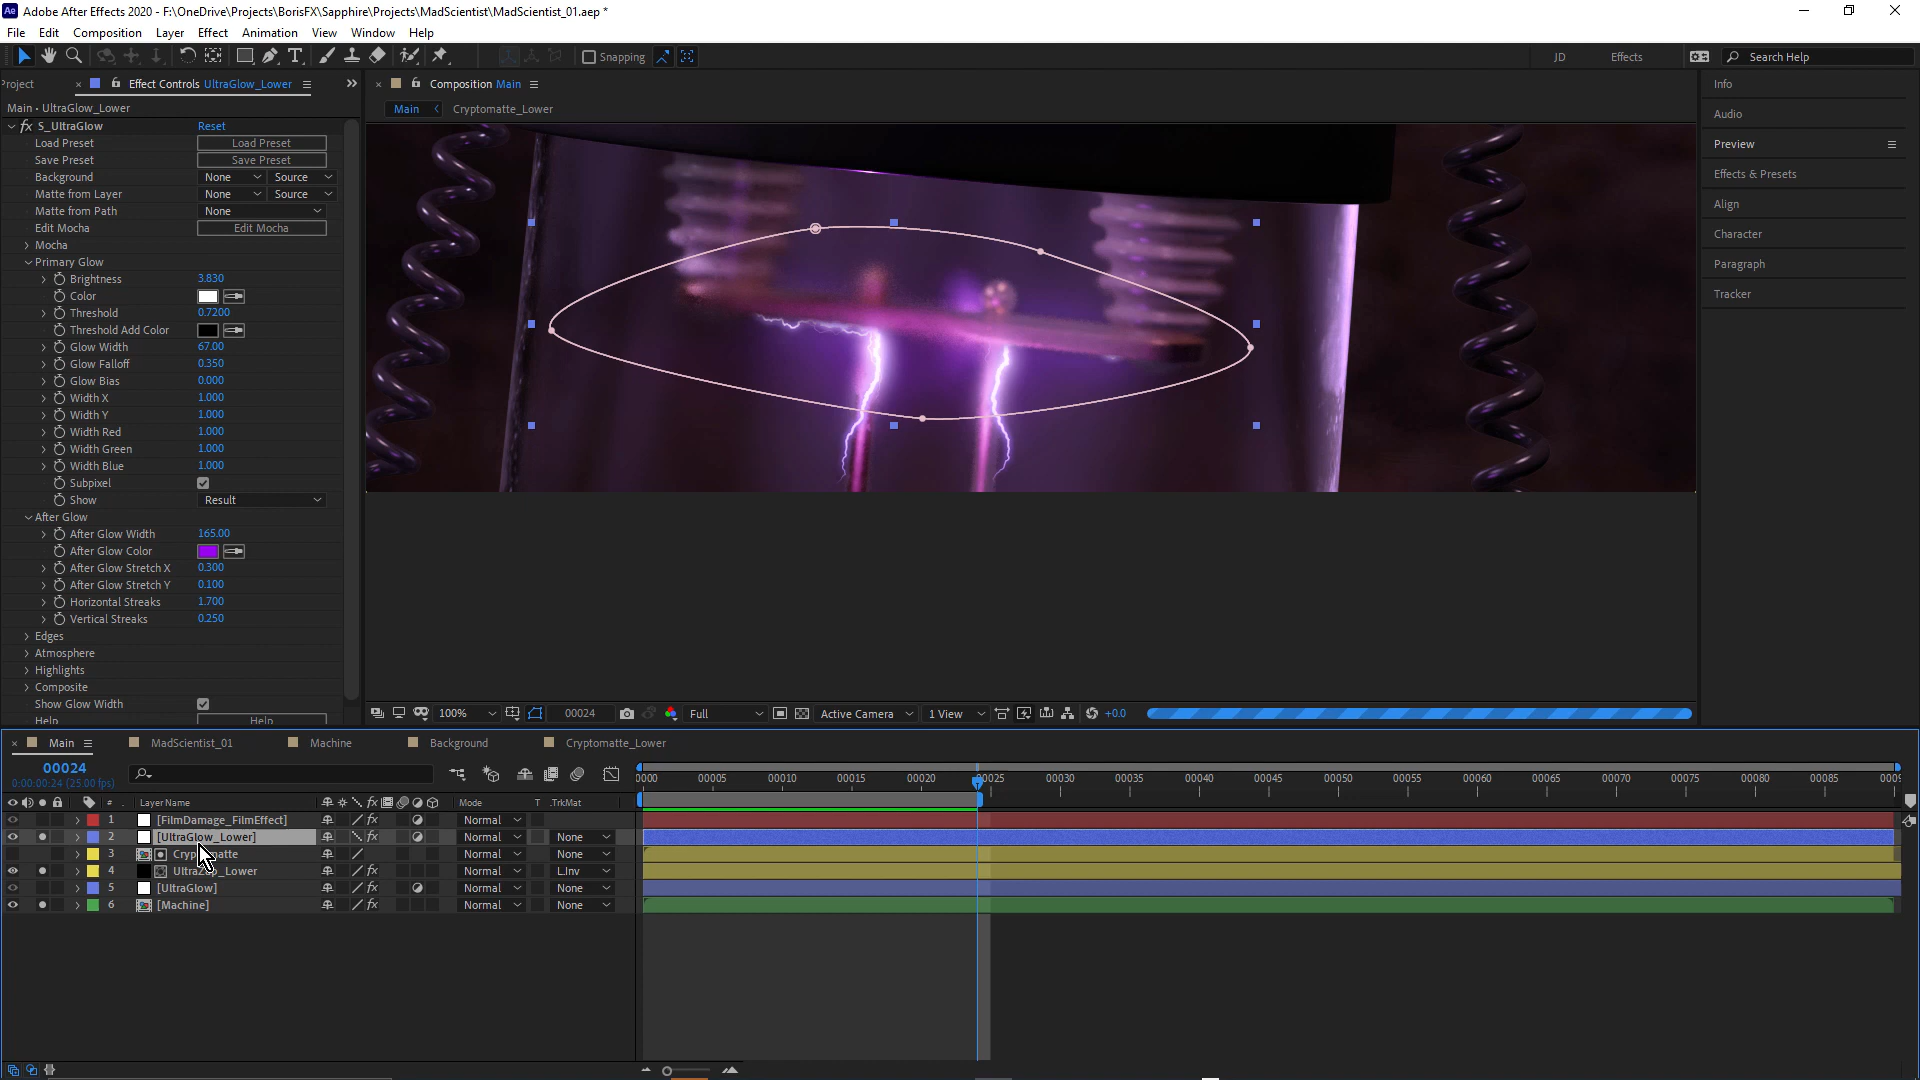 Adobe After Effects 2020 - F:\OneDrive\Projects\BorisFX\Sapphire\Projects\MadScientist\MadScientist_01.aep *
File Edit Composition Layer Effect Animation View Window Help
Snapping JD Effects Search Help
Project Effect Controls UltraGlow_Lower Composition Main Info
Main • UltraGlow_Lower Main Cryptomatte_Lower
S_UltraGlow Reset Audio
Load Preset Load Preset Preview
Save Preset Save Preset
Background None Source Effects & Presets
Matte from Layer None Source
Matte from Path None Align
Edit Mocha Edit Mocha Character
Mocha
Primary Glow Paragraph
Brightness 3.830
Color Tracker
Threshold 0.7200
Threshold Add Color
Glow Width 67.00
Glow Falloff 0.350
Glow Bias 0.000
Width X 1.000
Width Y 1.000
Width Red 1.000
Width Green 1.000
Width Blue 1.000
Subpixel
Show Result
After Glow
After Glow Width 165.00
After Glow Color
After Glow Stretch X 0.300
After Glow Stretch Y 0.100
Horizontal Streaks 1.700
Vertical Streaks 0.250
Edges
Atmosphere
Highlights
Composite
Show Glow Width
Help Help
100% 00024 Full Active Camera 1 View +0.0
Main MadScientist_01 Machine Background Cryptomatte_Lower
00024
0:00:00:24 (25.00 fps)
0000 00005 00010 00015 00020 00025 00030 00035 00040 00045 00050 00055 00060 00065 00070 00075 00080 00085
# Layer Name Mode T .TrkMat
1 [FilmDamage_FilmEffect] Normal
2 [UltraGlow_Lower] Normal None
3 Normal None
4 Normal L.Inv
5 [UltraGlow] Normal None
6 [Machine] Normal None